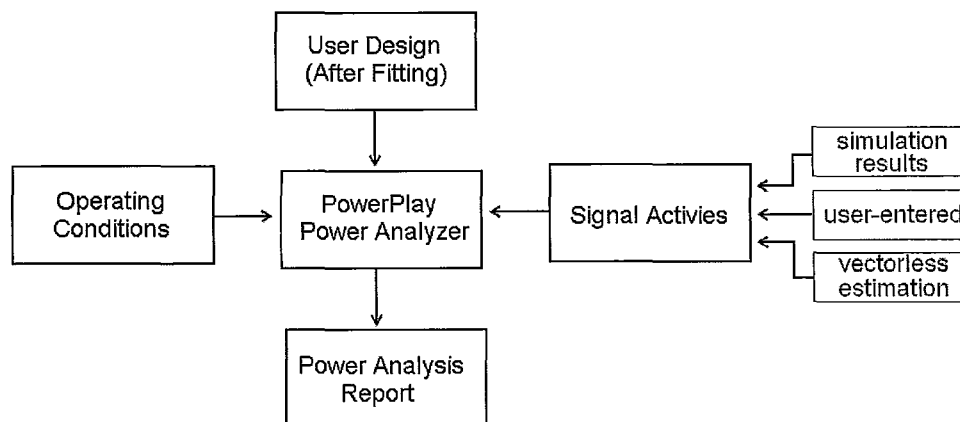 User Design
(After Fitting)
Operating
Conditions
PowerPlay
Power Analyzer
Signal Activies
simulation
results
user-entered
vectorless
estimation
Power Analysis
Report